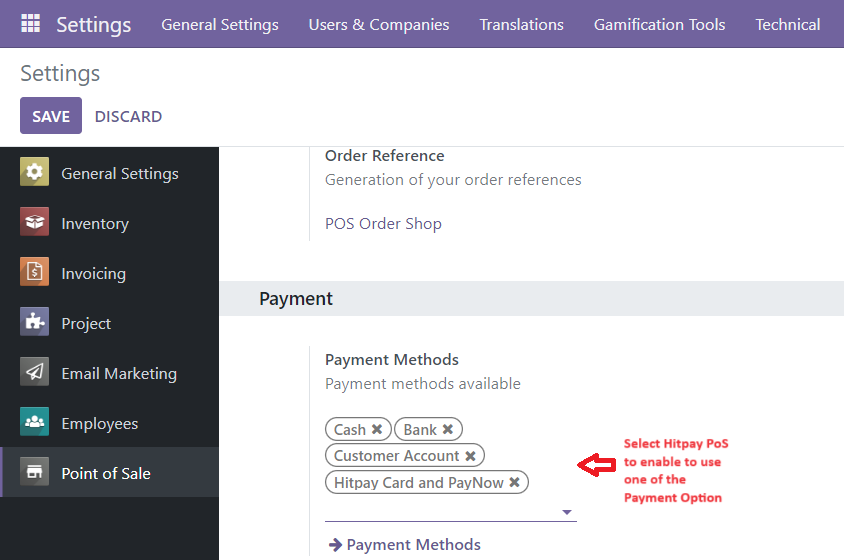 Settings General Settings Users & Companies Translations Gamification Tools Technical
Settings
SAVE DISCARD
General Settings
Inventory
Invoicing
Project
Email Marketing
Employees
Point of Sale
Order Reference
Generation of your order references
POS Order Shop
Payment
Payment Methods
Payment methods available
Cash ✖ Bank ✖
Customer Account ✖
Hitpay Card and PayNow ✖
Payment Methods
Select Hitpay PoS
to enable to use
one of the
Payment Option